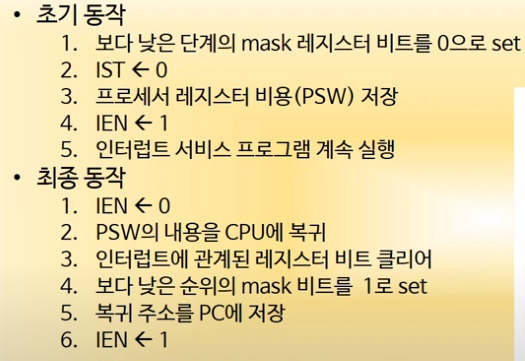 • 초기 동작
1. 보다 낮은 단계의 mask 레지스터 비트를 0으로 set
2. IST ← 0
3. 프로세서 레지스터 비용(PSW) 저장
4. IEN ← 1
5. 인터럽트 서비스 프로그램 계속 실행
• 최종 동작
1. IEN ← 0
2. PSW의 내용을 CPU에 복귀
3. 인터럽트에 관계된 레지스터 비트 클리어
4. 보다 낮은 순위의 mask 비트를 1로 set
5. 복귀 주소를 PC에 저장
6. IEN ← 1